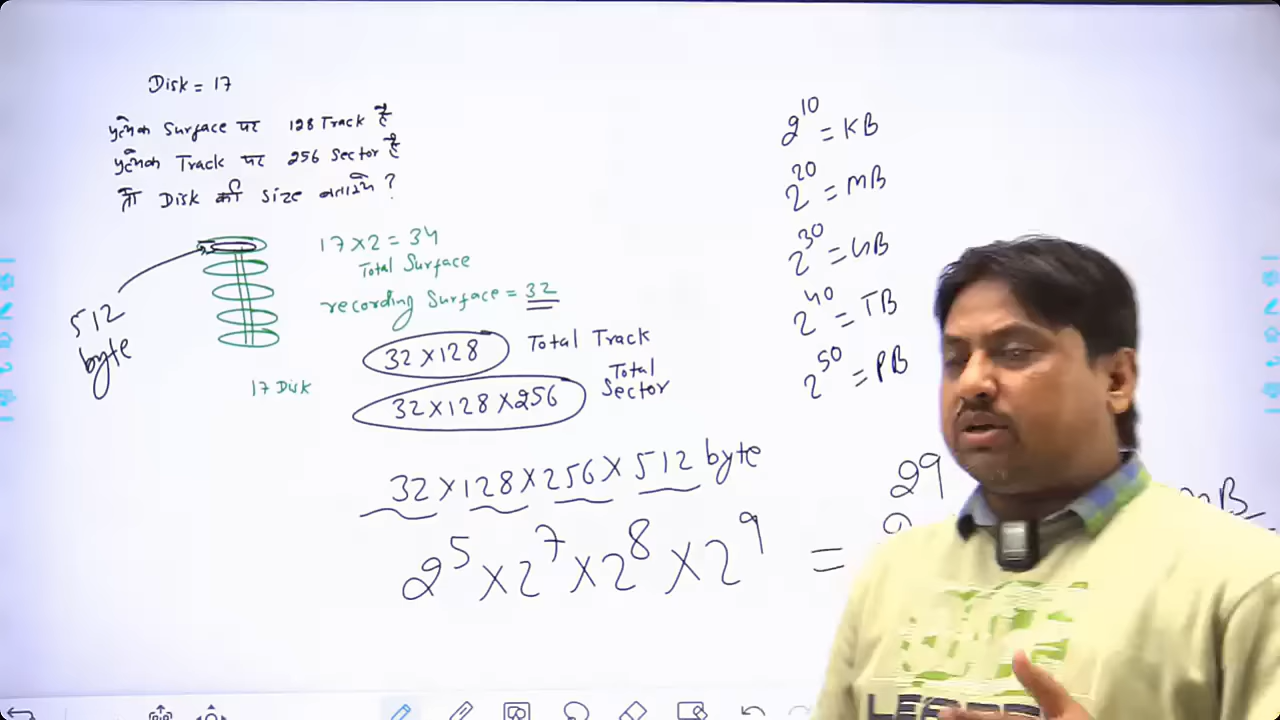 Disk = 17
प्रत्येक Surface पर 128 Track है
प्रत्येक Track पर 256 Sector है
तो Disk की Size बताये ?
17 × 2 = 34
Total Surface
recording Surface = 32
512
byte
17 Disk
32 × 128 Total Track
32 × 128 × 256 Total Sector
32 × 128 × 256 × 512 byte
2^5 × 2^7 × 2^8 × 2^9 =
2^10 = KB
2^20 = MB
2^30 = GB
2^40 = TB
2^50 = PB
29
MB